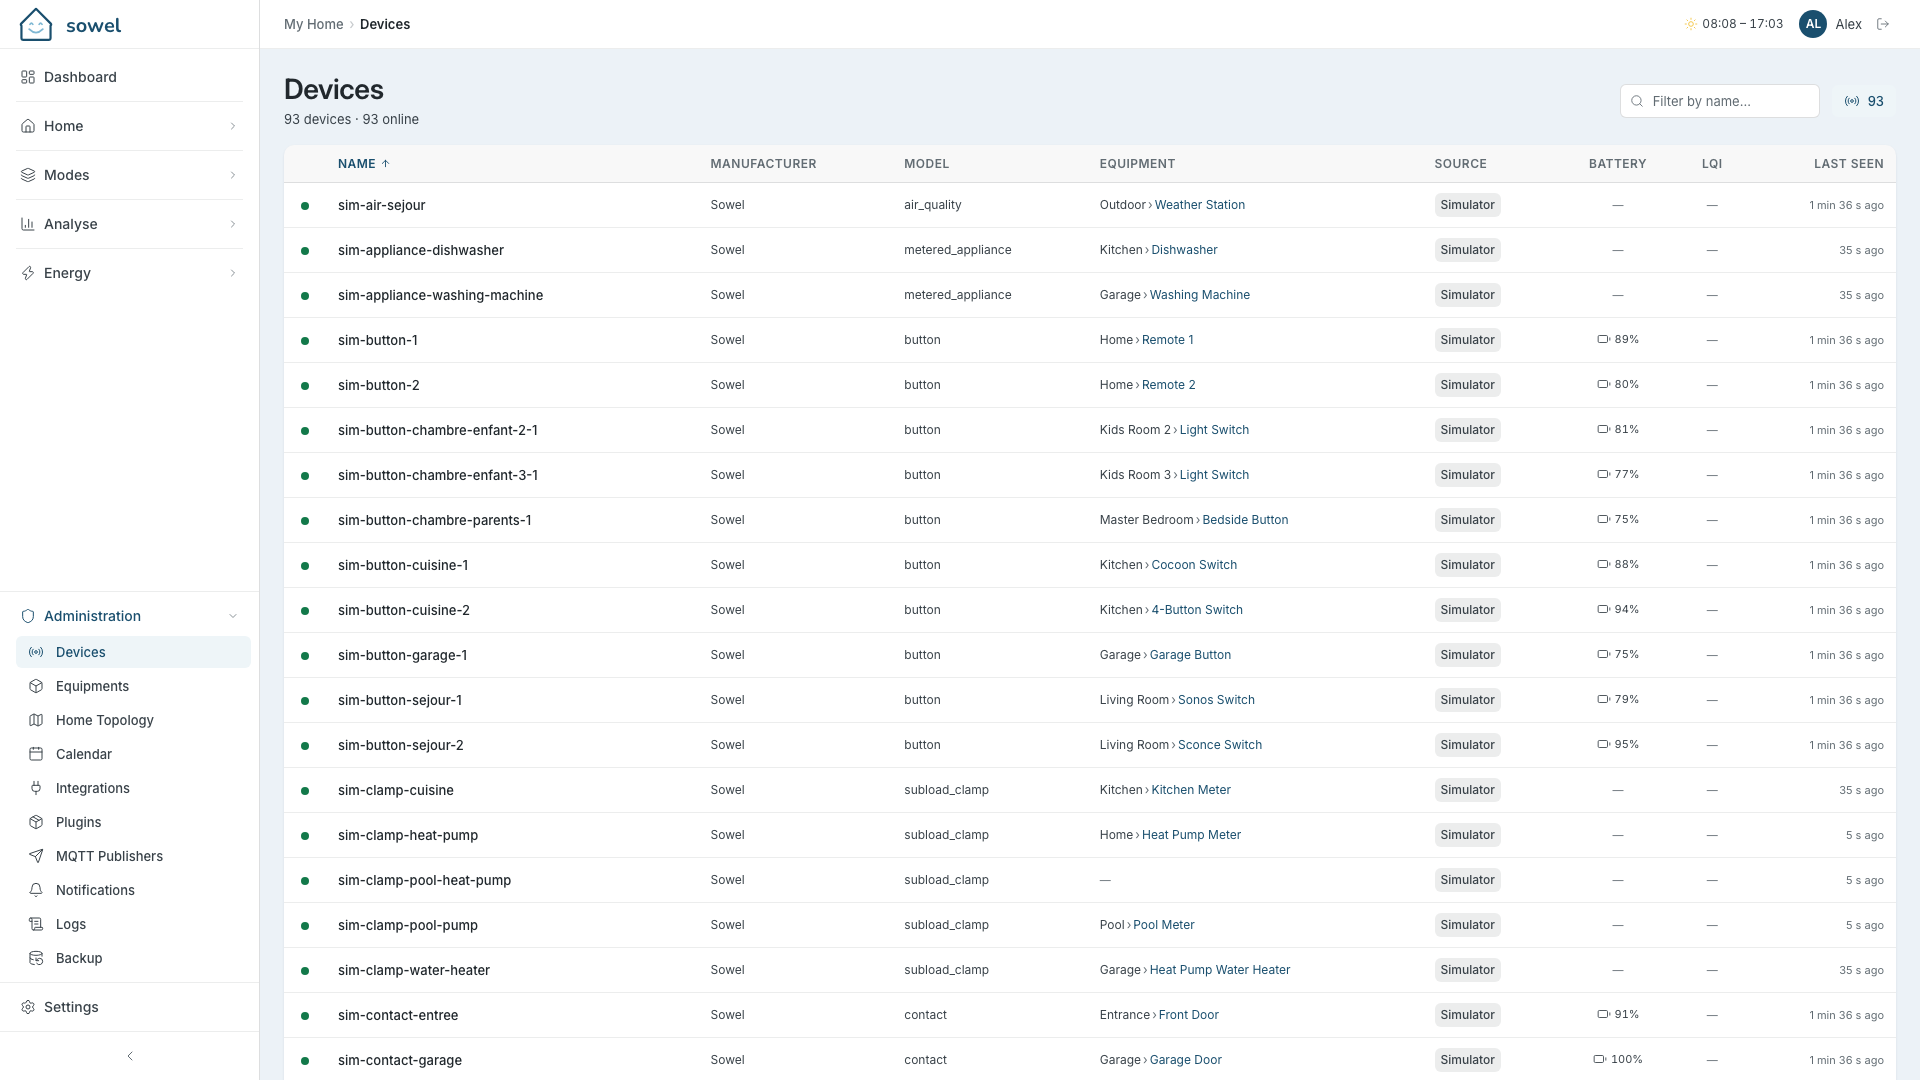 sowel
My Home › Devices
08:08 – 17:03 AL Alex
Dashboard
Home
Modes
Analyse
Energy
Administration
Devices
Equipments
Home Topology
Calendar
Integrations
Plugins
MQTT Publishers
Notifications
Logs
Backup
Settings
Devices
93 devices · 93 online
Filter by name...
93
NAME ↑ MANUFACTURER MODEL EQUIPMENT SOURCE BATTERY LQI LAST SEEN
sim-air-sejour Sowel air_quality Outdoor › Weather Station Simulator — — 1 min 36 s ago
sim-appliance-dishwasher Sowel metered_appliance Kitchen › Dishwasher Simulator — — 35 s ago
sim-appliance-washing-machine Sowel metered_appliance Garage › Washing Machine Simulator — — 35 s ago
sim-button-1 Sowel button Home › Remote 1 Simulator 89% — 1 min 36 s ago
sim-button-2 Sowel button Home › Remote 2 Simulator 80% — 1 min 36 s ago
sim-button-chambre-enfant-2-1 Sowel button Kids Room 2 › Light Switch Simulator 81% — 1 min 36 s ago
sim-button-chambre-enfant-3-1 Sowel button Kids Room 3 › Light Switch Simulator 77% — 1 min 36 s ago
sim-button-chambre-parents-1 Sowel button Master Bedroom › Bedside Button Simulator 75% — 1 min 36 s ago
sim-button-cuisine-1 Sowel button Kitchen › Cocoon Switch Simulator 88% — 1 min 36 s ago
sim-button-cuisine-2 Sowel button Kitchen › 4-Button Switch Simulator 94% — 1 min 36 s ago
sim-button-garage-1 Sowel button Garage › Garage Button Simulator 75% — 1 min 36 s ago
sim-button-sejour-1 Sowel button Living Room › Sonos Switch Simulator 79% — 1 min 36 s ago
sim-button-sejour-2 Sowel button Living Room › Sconce Switch Simulator 95% — 1 min 36 s ago
sim-clamp-cuisine Sowel subload_clamp Kitchen › Kitchen Meter Simulator — — 35 s ago
sim-clamp-heat-pump Sowel subload_clamp Home › Heat Pump Meter Simulator — — 5 s ago
sim-clamp-pool-heat-pump Sowel subload_clamp — Simulator — — 5 s ago
sim-clamp-pool-pump Sowel subload_clamp Pool › Pool Meter Simulator — — 5 s ago
sim-clamp-water-heater Sowel subload_clamp Garage › Heat Pump Water Heater Simulator — — 35 s ago
sim-contact-entree Sowel contact Entrance › Front Door Simulator 91% — 1 min 36 s ago
sim-contact-garage Sowel contact Garage › Garage Door Simulator 100% — 1 min 36 s ago